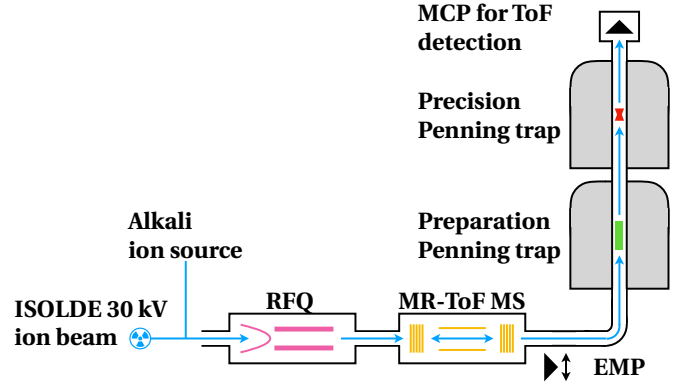 MCP for ToF
detection
Precision
Penning trap
Preparation
Penning trap
Alkali
ion source
ISOLDE 30 kV
ion beam
RFQ
MR-ToF MS
EMP